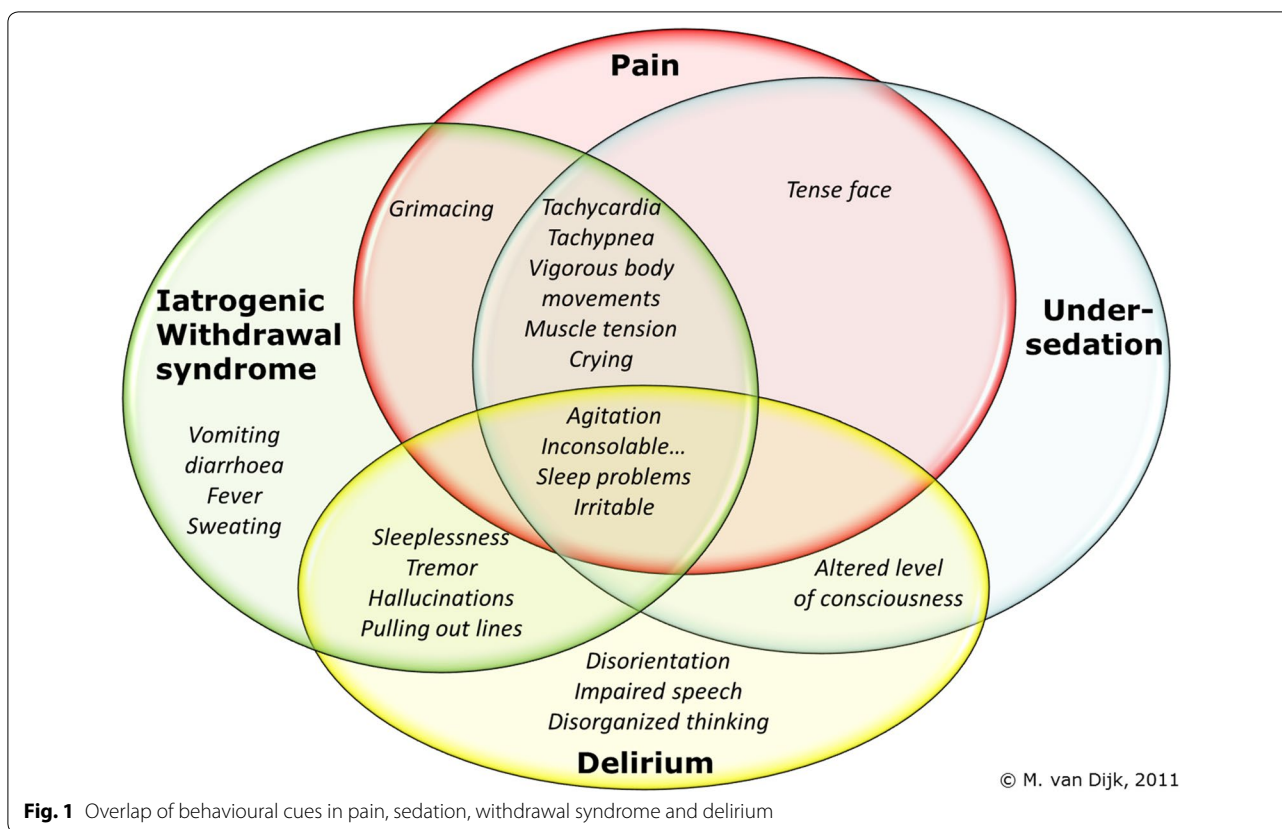 Pain
Tense face
Grimacing
Tachycardia
Tachypnea
Vigorous body
movements
Muscle tension
Crying
Iatrogenic
Withdrawal
syndrome
Under-
sedation
Vomiting
diarrhoea
Fever
Sweating
Agitation
Inconsolable...
Sleep problems
Irritable
Sleeplessness
Tremor
Hallucinations
Pulling out lines
Altered level
of consciousness
Disorientation
Impaired speech
Disorganized thinking
Delirium
© M. van Dijk, 2011
Fig. 1 Overlap of behavioural cues in pain, sedation, withdrawal syndrome and delirium